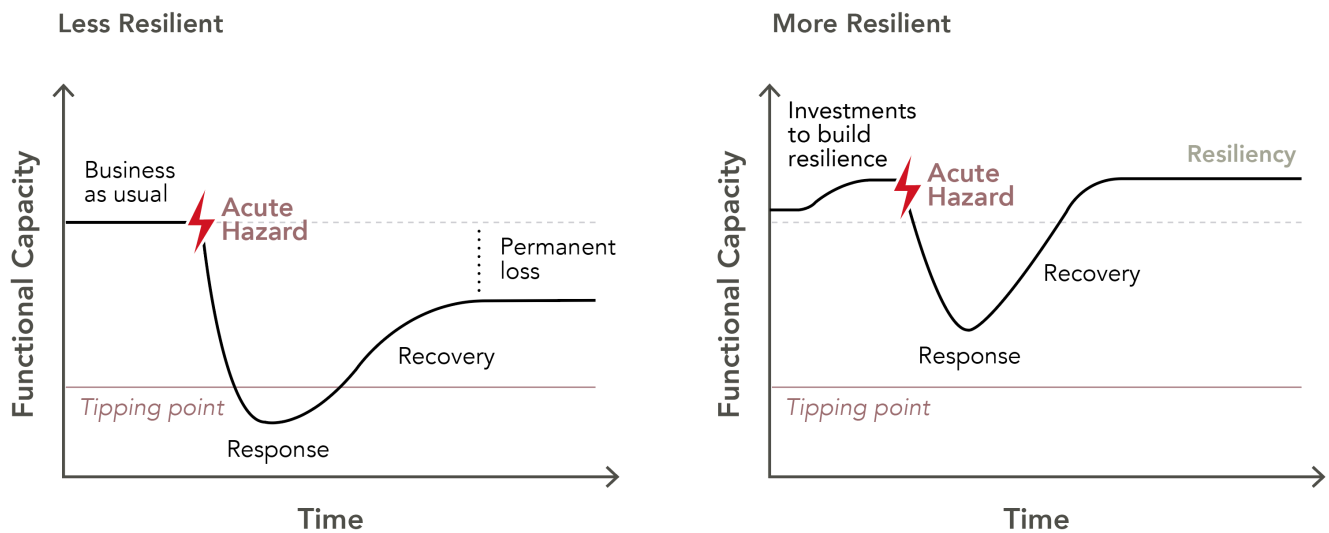 Less Resilient
Functional Capacity
Business
as usual
Acute
Hazard
Permanent
loss
Recovery
Tipping point
Response
Time
More Resilient
Functional Capacity
Investments
to build
resilience
Acute
Hazard
Resiliency
Recovery
Response
Tipping point
Time